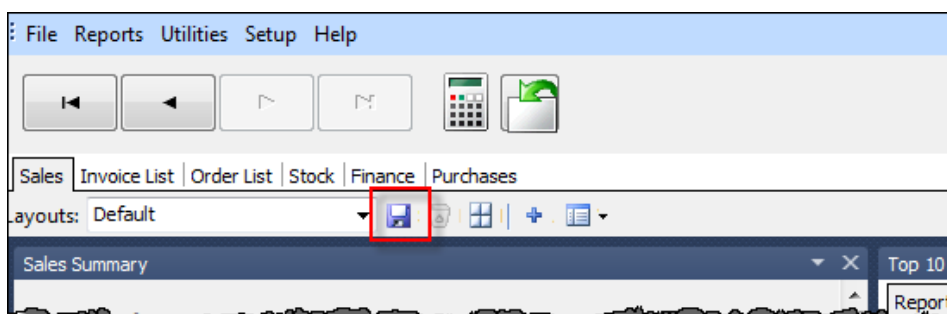 File Reports Utilities Setup Help
Sales Invoice List Order List Stock Finance Purchases
Layouts: Default
Sales Summary Top 10
Report